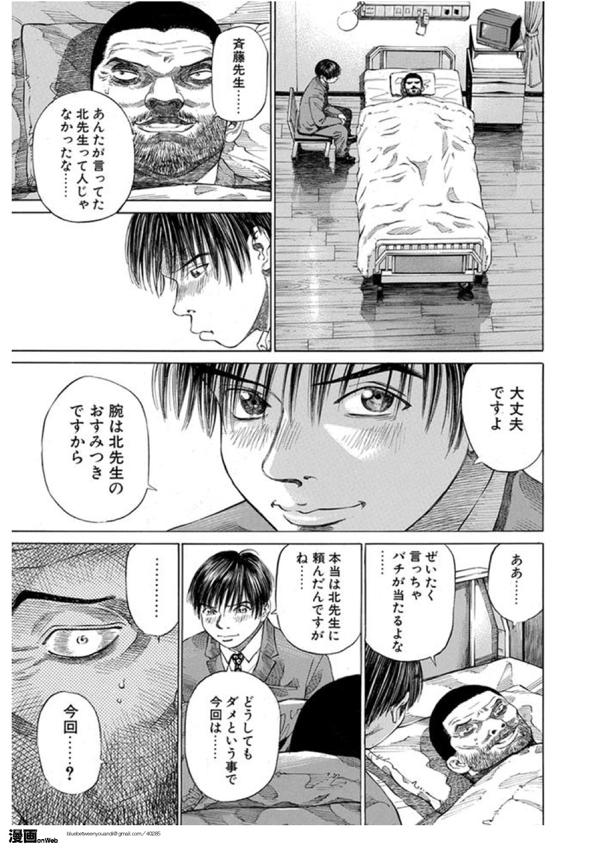 斉藤先生……
あんたが言ってた
北先生って人じゃ
なかったな……
大丈夫
ですよ
腕は北先生の
おすみつき
ですから
ああ……
ぜいたく
言っちゃ
バチが当たるよな
本当は北先生に
頼んだんですが
ね……
どうしても
ダメという事で
今回は……
………
今回……？
漫画 on Web
bluebetweenyouandi@gmail.com/40285